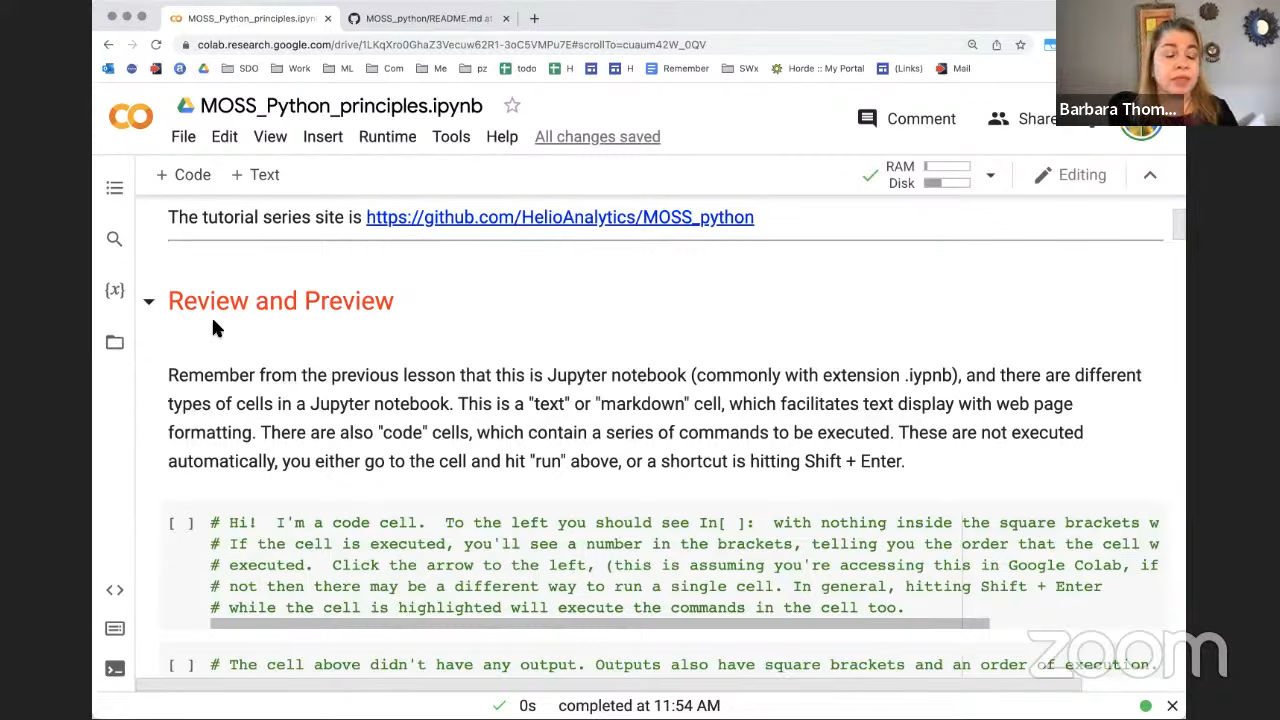 MOSS_Python_principles.ipynl
MOSS_python/README.md at
colab.research.google.com/drive/1LKqXro0GhaZ3Vecuw62R1-3oC5VMPu7E#scrollTo=cuaum42W_0QV
SDO Work ML Com Me pz todo H H Remember SWx Horde :: My Portal (Links) Mail
Barbara Thom...
MOSS_Python_principles.ipynb
File Edit View Insert Runtime Tools Help All changes saved
Comment Share
+ Code + Text
RAM
Disk
Editing
The tutorial series site is https://github.com/HelioAnalytics/MOSS_python
Review and Preview
Remember from the previous lesson that this is Jupyter notebook (commonly with extension .iypnb), and there are different
types of cells in a Jupyter notebook. This is a "text" or "markdown" cell, which facilitates text display with web page
formatting. There are also "code" cells, which contain a series of commands to be executed. These are not executed
automatically, you either go to the cell and hit "run" above, or a shortcut is hitting Shift + Enter.
[ ] # Hi!  I'm a code cell.  To the left you should see In[ ]:  with nothing inside the square brackets w
# If the cell is executed, you'll see a number in the brackets, telling you the order that the cell w
# executed.  Click the arrow to the left, (this is assuming you're accessing this in Google Colab, if
# not then there may be a different way to run a single cell. In general, hitting Shift + Enter
# while the cell is highlighted will execute the commands in the cell too.
[ ] # The cell above didn't have any output. Outputs also have square brackets and an order of execution.
zoom
0s completed at 11:54 AM